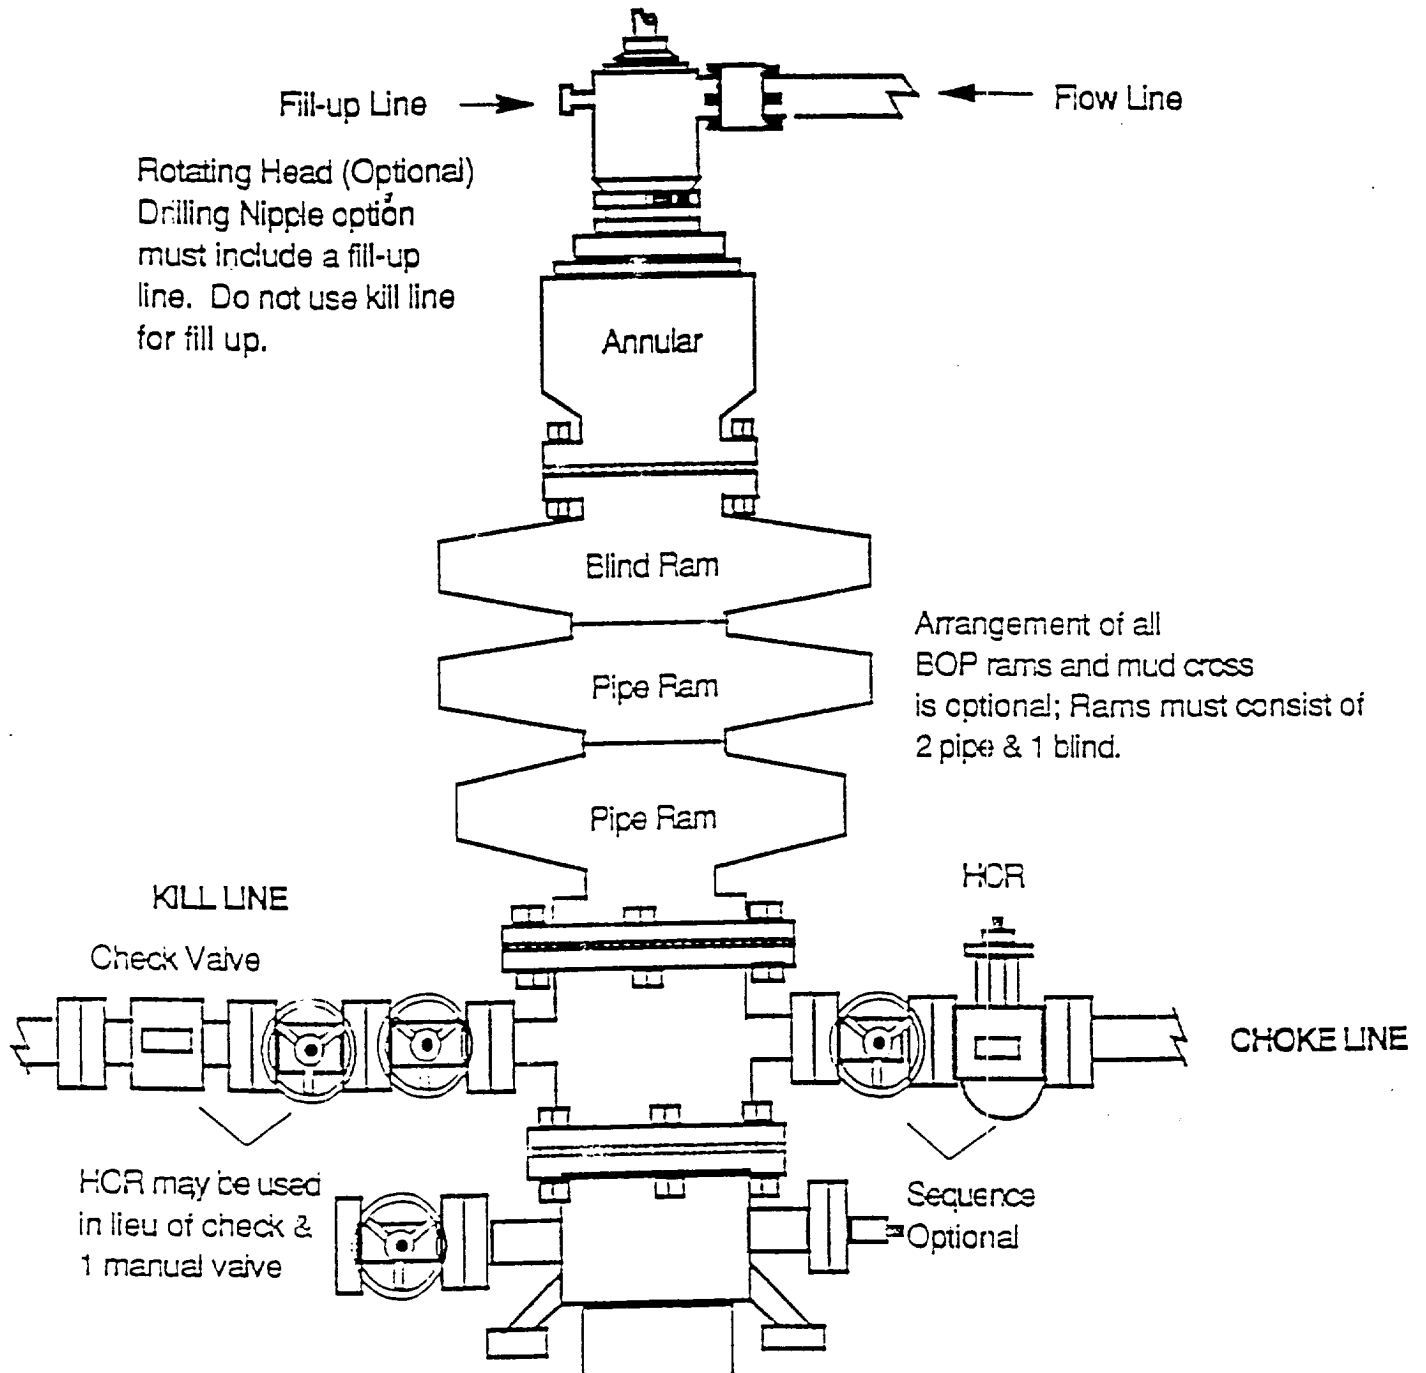 Fill-up Line
Flow Line
Rotating Head (Optional)
Drilling Nipple option
must include a fill-up
line. Do not use kill line
for fill up.
Annular
Blind Ram
Pipe Ram
Arrangement of all
BOP rams and mud cross
is optional; Rams must consist of
2 pipe & 1 blind.
Pipe Ram
HCR
KILL LINE
Check Valve
CHOKE LINE
HCR may be used
in lieu of check &
1 manual valve
Sequence
Optional